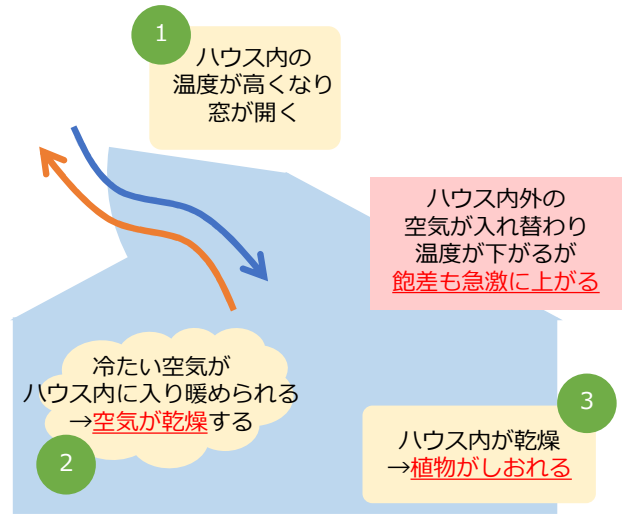 1
ハウス内の
温度が高くなり
窓が開く
ハウス内外の
空気が入れ替わり
温度が下がるが
飽差も急激に上がる
冷たい空気が
ハウス内に入り暖められる
→空気が乾燥する
2
3
ハウス内が乾燥
→植物がしおれる